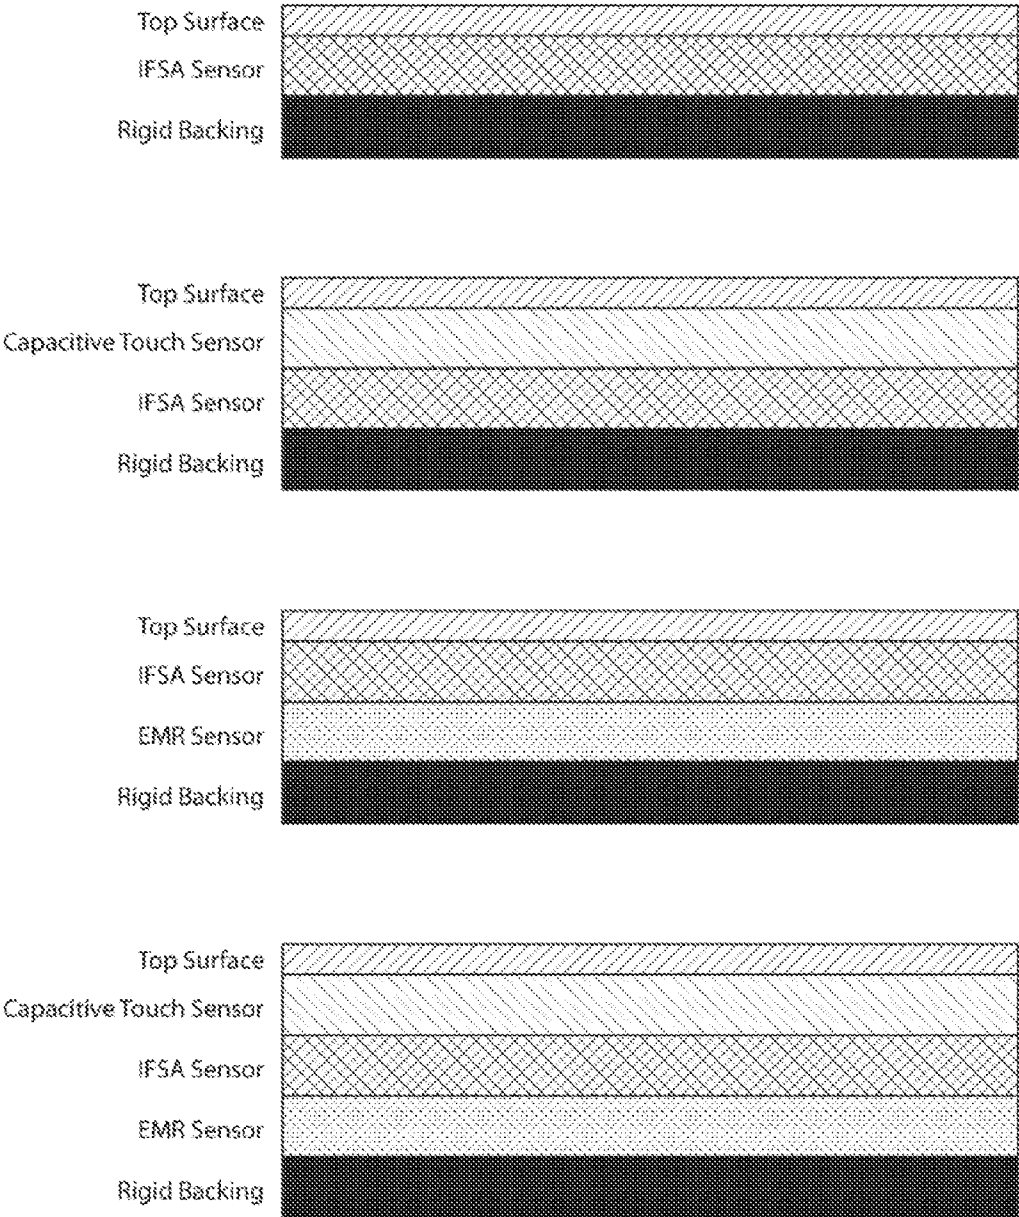 Top Surface
IFSA Sensor
Rigid Backing
Top Surface
Capacitive Touch Sensor
IFSA Sensor
Rigid Backing
Top Surface
IFSA Sensor
EMR Sensor
Rigid Backing
Top Surface
Capacitive Touch Sensor
IFSA Sensor
EMR Sensor
Rigid Backing